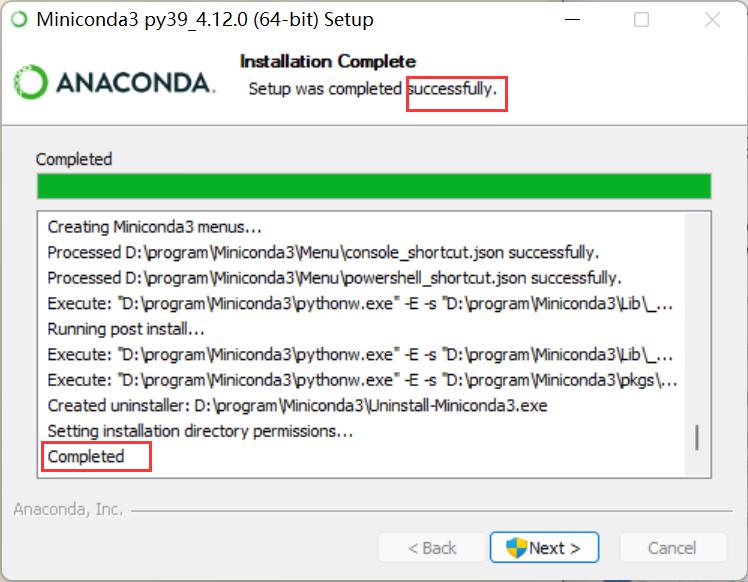 Miniconda3 py39_4.12.0 (64-bit) Setup
ANACONDA.
Installation Complete
Setup was completed successfully.
Completed
Creating Miniconda3 menus...
Processed D:\program\Miniconda3\Menu\console_shortcut.json successfully.
Processed D:\program\Miniconda3\Menu\powershell_shortcut.json successfully.
Execute: "D:\program\Miniconda3\pythonw.exe" -E -s "D:\program\Miniconda3\Lib\_...
Running post install...
Execute: "D:\program\Miniconda3\pythonw.exe" -E -s "D:\program\Miniconda3\Lib\_...
Execute: "D:\program\Miniconda3\pythonw.exe" -E -s "D:\program\Miniconda3\pkgs\...
Created uninstaller: D:\program\Miniconda3\Uninstall-Miniconda3.exe
Setting installation directory permissions...
Completed
Anaconda, Inc.
< Back
Next >
Cancel